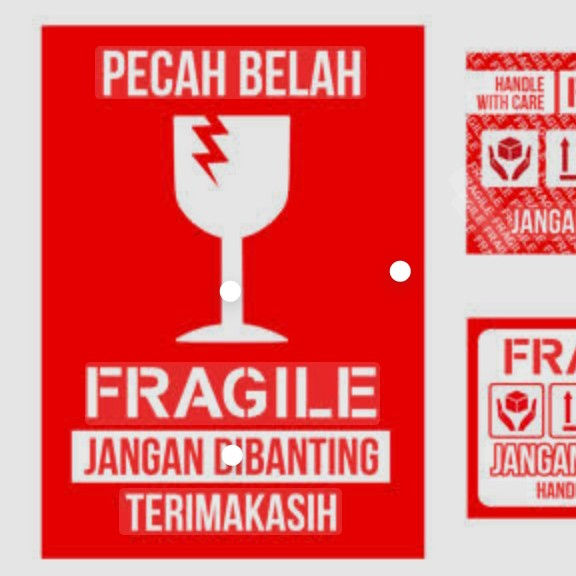 PECAH BELAH
FRAGILE
JANGAN DIBANTING
TERIMAKASIH
HANDLE
WITH CARE